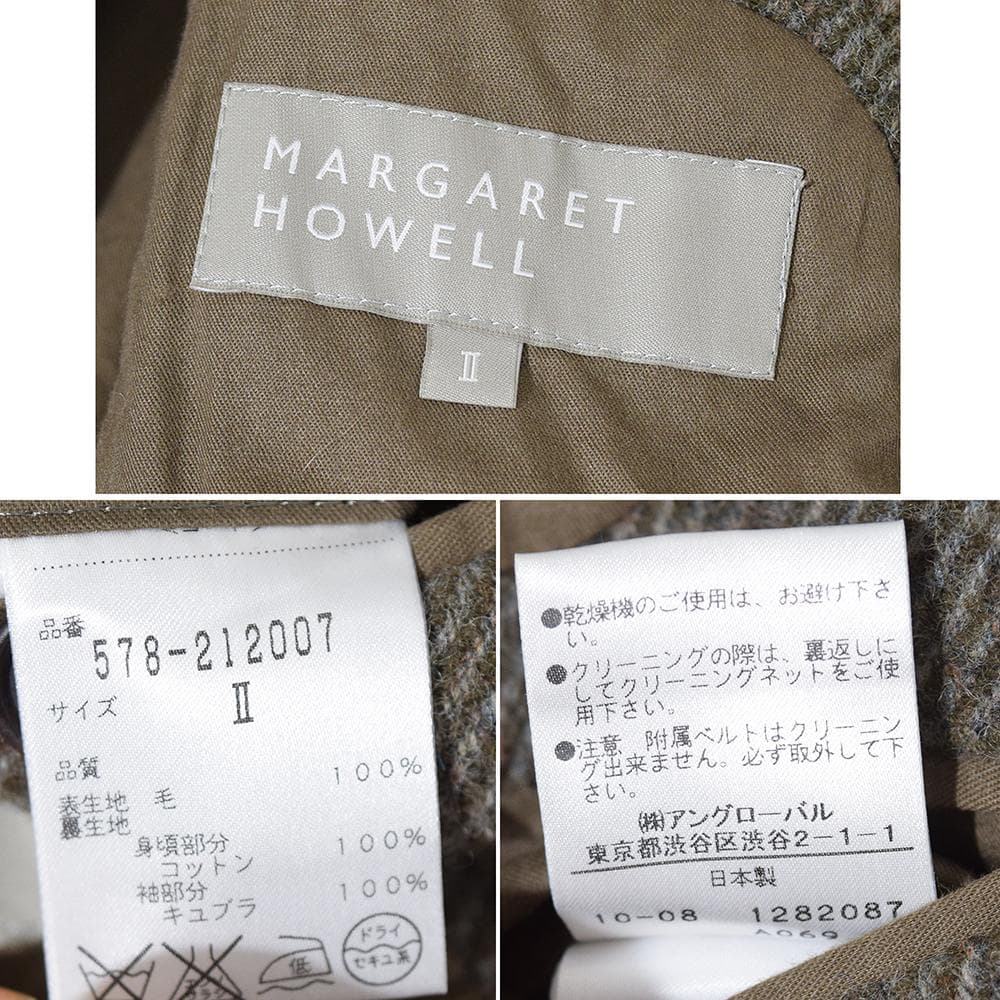 MARGARET
HOWELL
II
品番
578-212007
サイズ
II
品質
表生地 毛 100%
裏生地
身頃部分 100%
コットン
袖部分 100%
キュプラ
低
ドライ
セキユ系
●乾燥機のご使用は、お避け下さ
い。
●クリーニングの際は、裏返しに
してクリーニングネットをご使
用下さい。
●注意 附属ベルトはクリーニン
グ出来ません。必ず取外して下
さい。
(株)アングローバル
東京都渋谷区渋谷2-1-1
日本製
10-08 1282087
A069